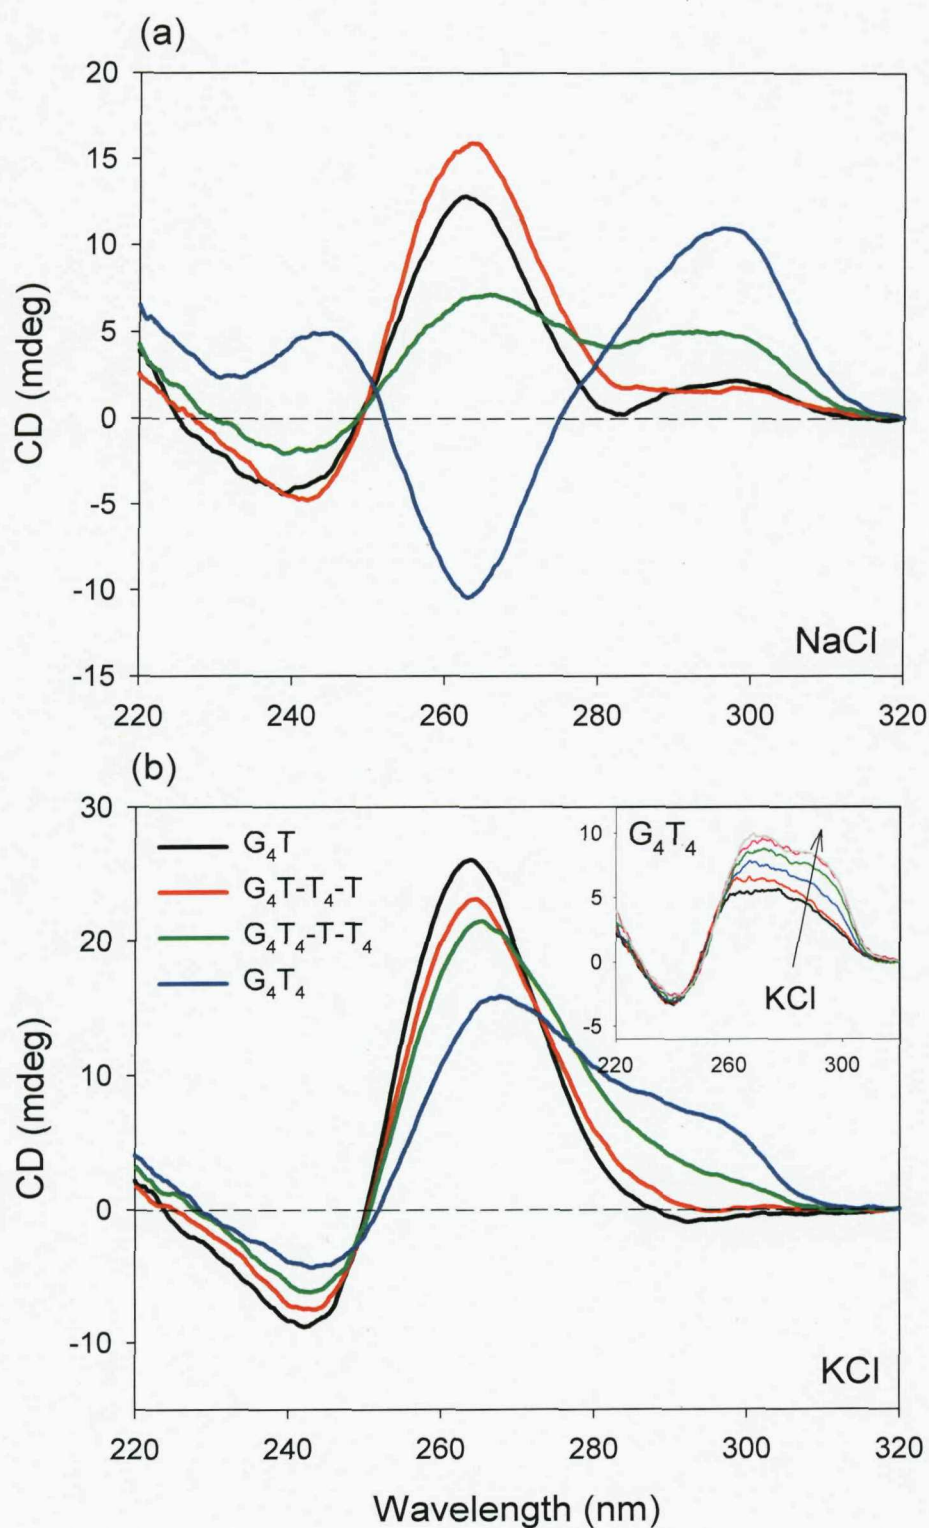 (a)
20
15
10
5
0
-5
-10
-15
CD (mdeg)
NaCl
220 240 260 280 300 320
(b)
30
20
10
0
-10
CD (mdeg)
G₄T
G₄T-T₄-T
G₄T₄-T-T₄
G₄T₄
G₄T₄
10
5
0
-5
KCl
220 260 300
KCl
220 240 260 280 300 320
Wavelength (nm)